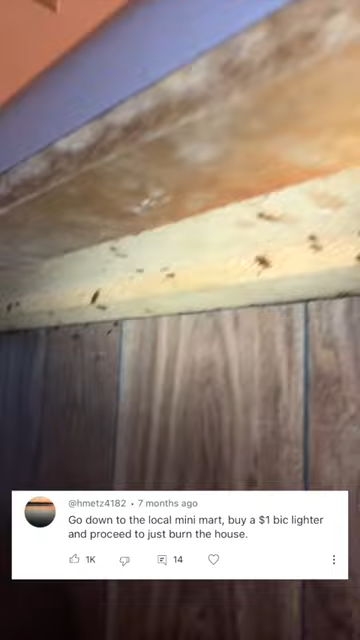 @hmetz4182 • 7 months ago
Go down to the local mini mart, buy a $1 bic lighter
and proceed to just burn the house.
1K 14